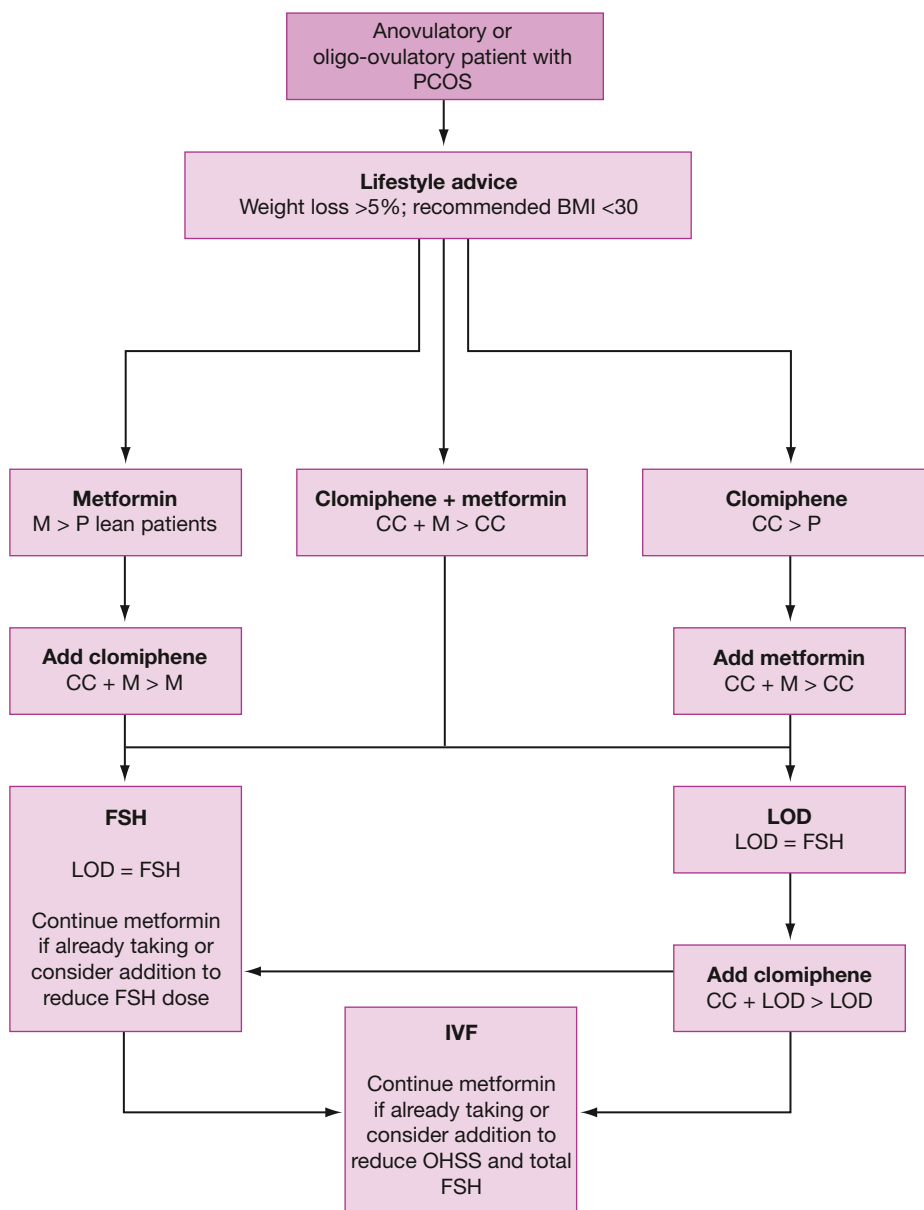 Anovulatory or
oligo-ovulatory patient with
PCOS
Lifestyle advice
Weight loss >5%; recommended BMI <30
Metformin
M > P lean patients
Clomiphene + metformin
CC + M > CC
Clomiphene
CC > P
Add clomiphene
CC + M > M
Add metformin
CC + M > CC
FSH
LOD = FSH
Continue metformin
if already taking or
consider addition to
reduce FSH dose
LOD
LOD = FSH
Add clomiphene
CC + LOD > LOD
IVF
Continue metformin
if already taking or
consider addition to
reduce OHSS and total
FSH